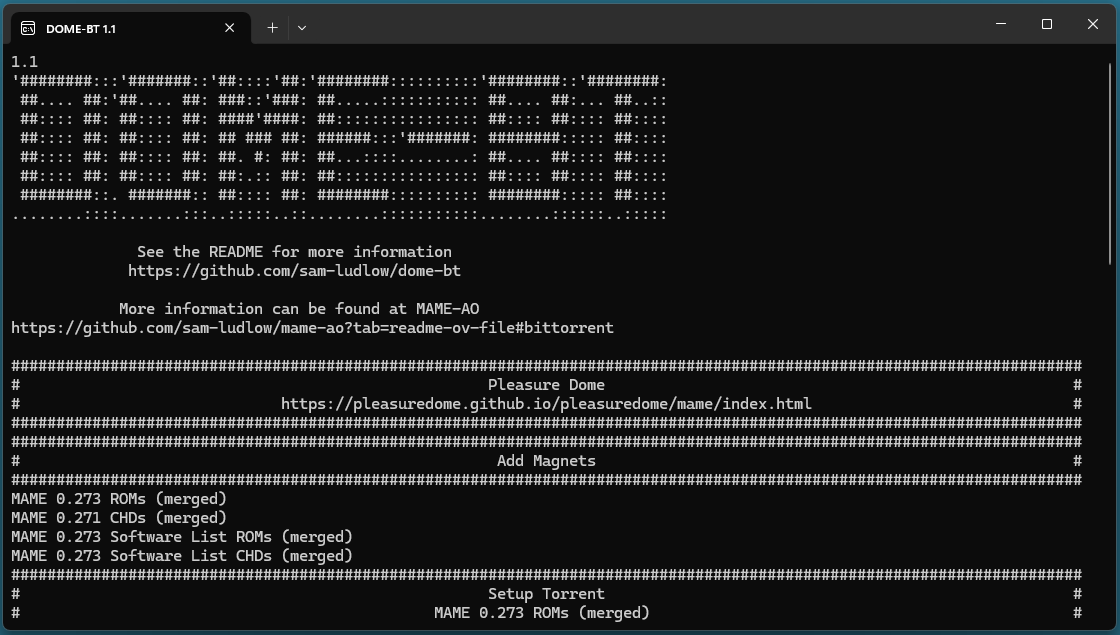 DOME-BT 1.1
1.1
'########:::'#######::'##::::'##:'########::::::::::'########::'########:
 ##.... ##:'##.... ##: ###::'###: ##.....::::::::::: ##.... ##:... ##..::
 ##:::: ##: ##:::: ##: ####'####: ##:::::::::::::::: ##:::: ##:::: ##::::
 ##:::: ##: ##:::: ##: ## ### ##: ######:::'#######: ########::::: ##::::
 ##:::: ##: ##:::: ##: ##. #: ##: ##...::::........: ##.... ##:::: ##::::
 ##:::: ##: ##:::: ##: ##:.:: ##: ##:::::::::::::::: ##:::: ##:::: ##::::
 ########::. #######:: ##:::: ##: ########:::::::::: ########::::: ##::::
........::::.......:::..:::::..::........:::::::::::........::::::..:::::
See the README for more information
https://github.com/sam-ludlow/dome-bt
More information can be found at MAME-AO
https://github.com/sam-ludlow/mame-ao?tab=readme-ov-file#bittorrent
#######################################################################################################################
# Pleasure Dome #
# https://pleasuredome.github.io/pleasuredome/mame/index.html #
#######################################################################################################################
#######################################################################################################################
# Add Magnets #
#######################################################################################################################
MAME 0.273 ROMs (merged)
MAME 0.271 CHDs (merged)
MAME 0.273 Software List ROMs (merged)
MAME 0.273 Software List CHDs (merged)
#######################################################################################################################
# Setup Torrent #
# MAME 0.273 ROMs (merged) #